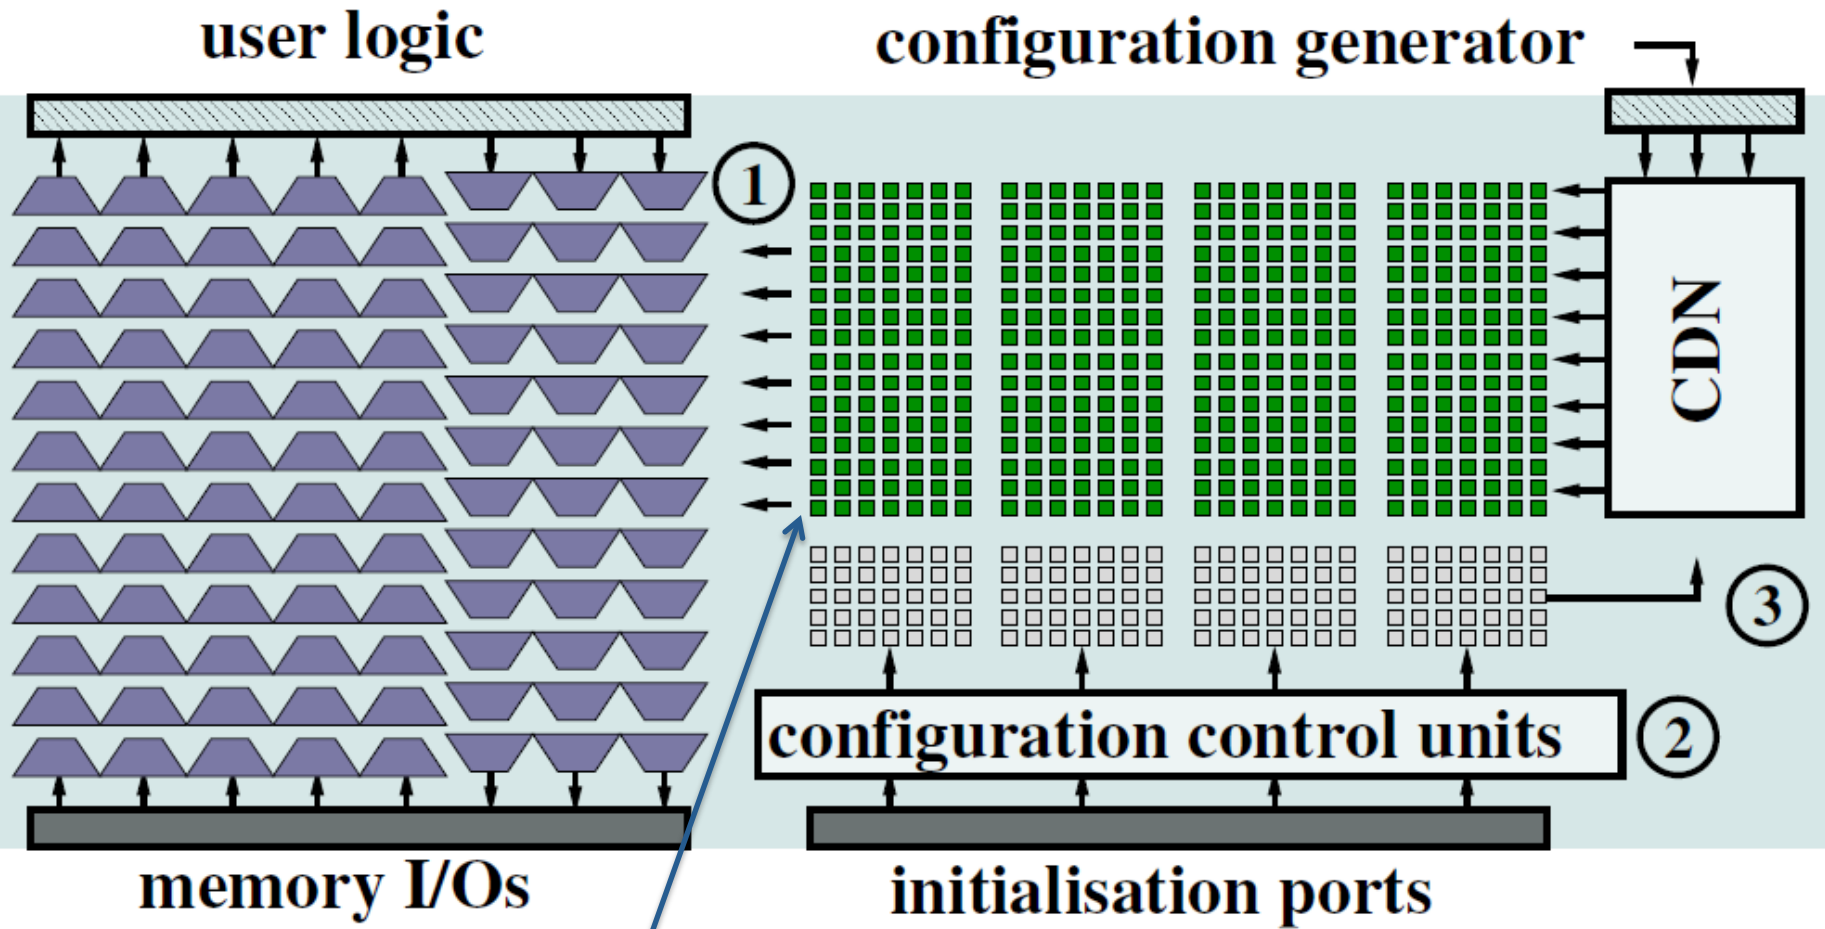 user logic
configuration generator
1
CDN
3
configuration control units
2
memory I/Os
initialisation ports